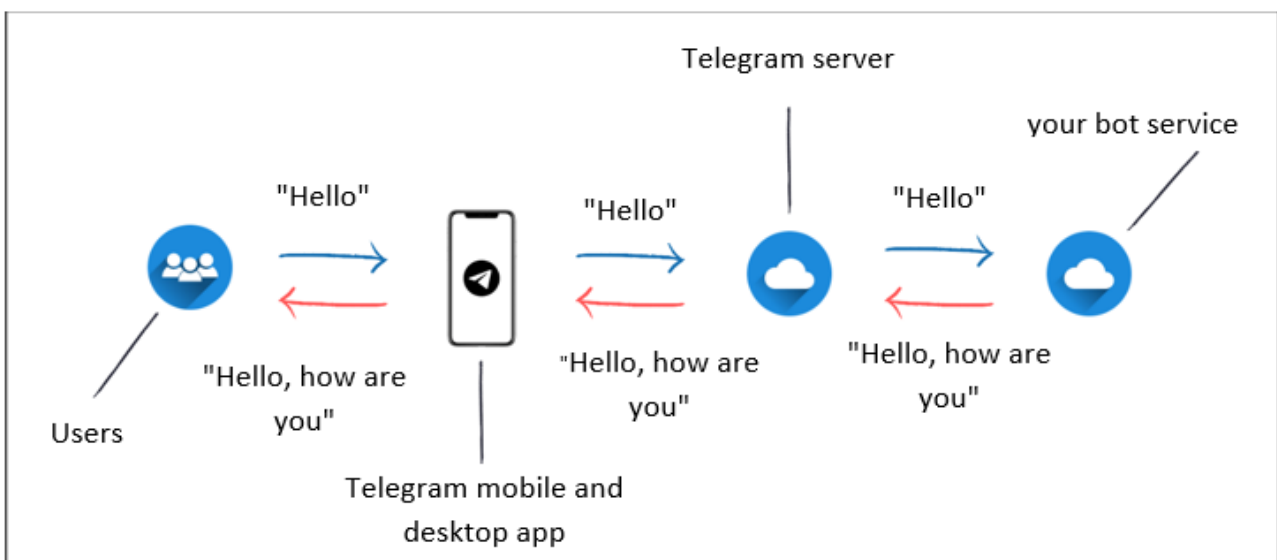 Telegram server
your bot service
"Hello"
"Hello"
"Hello"
"Hello, how are
you"
"Hello, how are
you"
"Hello, how are
you"
Users
Telegram mobile and
desktop app